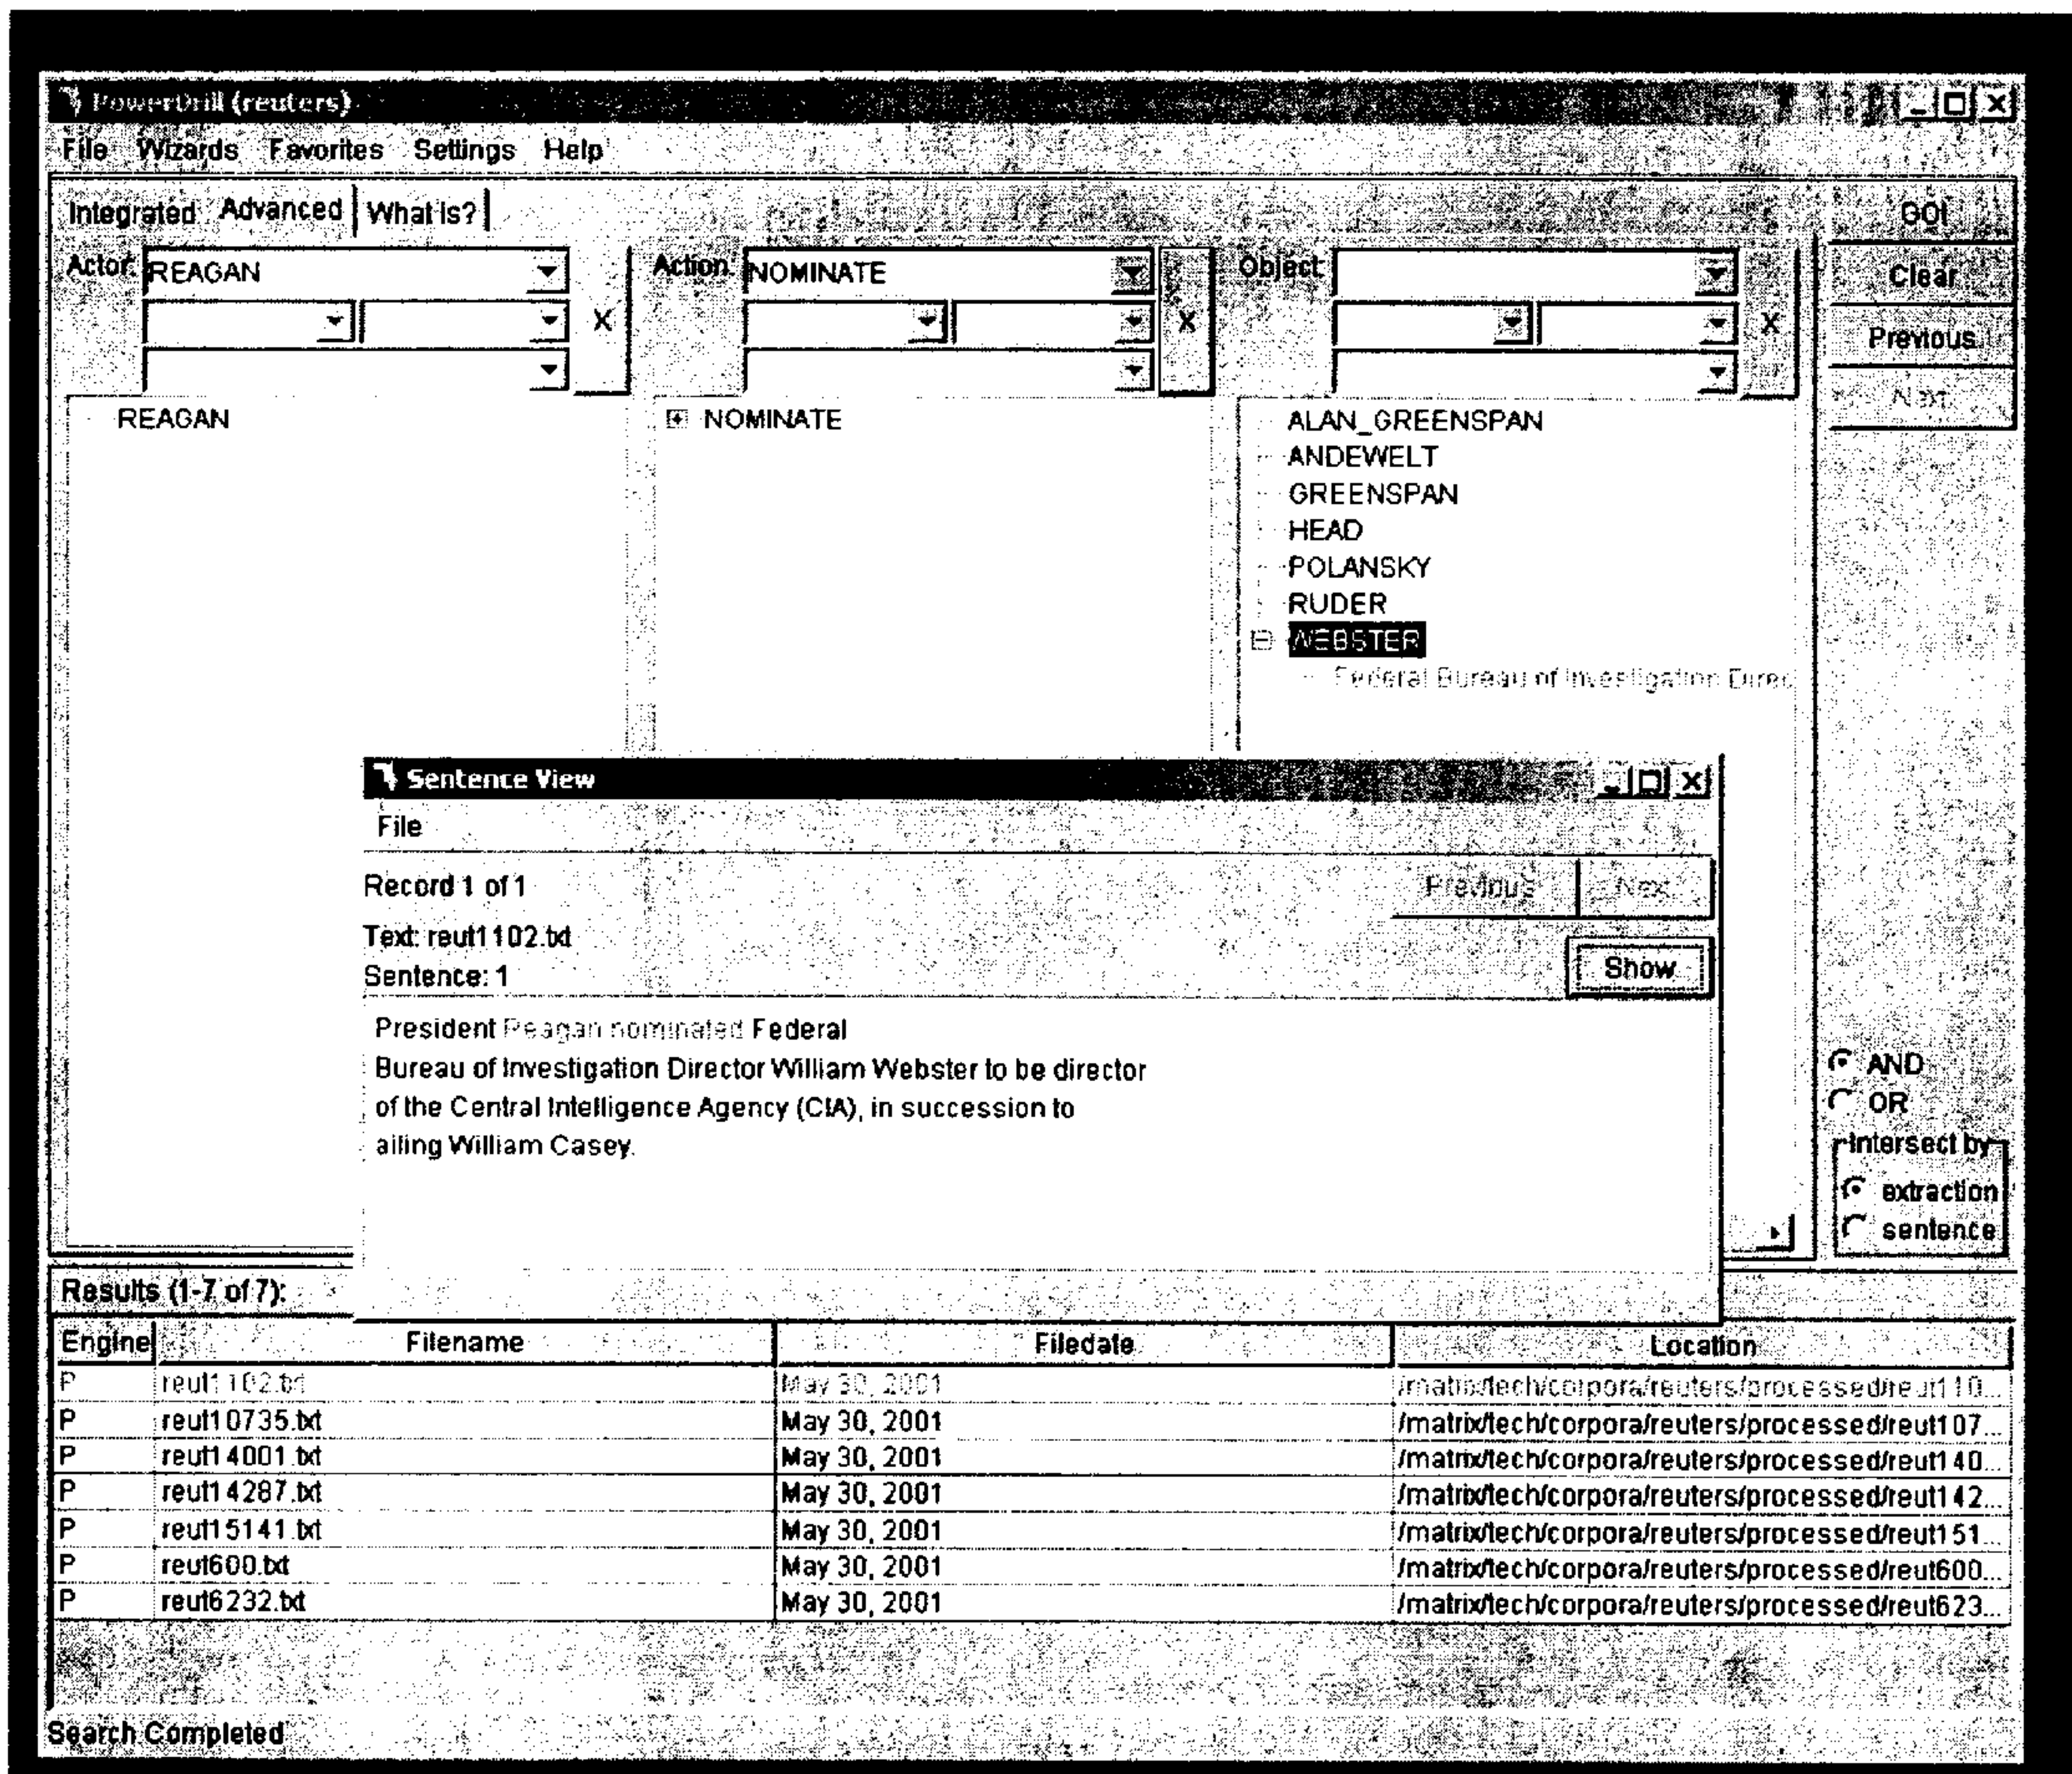 PowerDrill (reuters)
File Wizards Favorites Settings Help
Integrated Advanced What is?
GO!
Actor: REAGAN Action: NOMINATE Object:
Clear
X X X
Previous
Next
REAGAN
NOMINATE
ALAN_GREENSPAN
ANDEWELT
GREENSPAN
HEAD
POLANSKY
RUDER
WEBSTER
Federal Bureau of Investigation Direc
Sentence View
File
Record 1 of 1
Previous Next
Text: reut1102.txt
Sentence: 1
Show
President Reagan nominated Federal
Bureau of Investigation Director William Webster to be director
of the Central Intelligence Agency (CIA), in succession to
ailing William Casey.
AND
OR
Intersect by
extraction
sentence
Results (1-7 of 7):
Engine Filename Filedate Location
P reut1102.txt May 30, 2001 /matrix/tech/corpora/reuters/processed/reut110...
P reut10735.txt May 30, 2001 /matrix/tech/corpora/reuters/processed/reut107...
P reut14001.txt May 30, 2001 /matrix/tech/corpora/reuters/processed/reut140...
P reut14287.txt May 30, 2001 /matrix/tech/corpora/reuters/processed/reut142...
P reut15141.txt May 30, 2001 /matrix/tech/corpora/reuters/processed/reut151...
P reut600.txt May 30, 2001 /matrix/tech/corpora/reuters/processed/reut600...
P reut6232.txt May 30, 2001 /matrix/tech/corpora/reuters/processed/reut623...
Search Completed